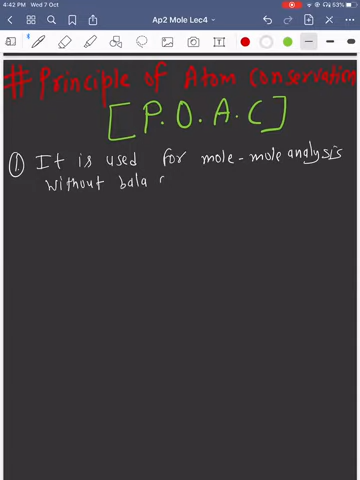 4:42 PM Wed 7 Oct
53%
Ap2 Mole Lec4
# Principle of Atom Conservation
[P.O.A.C]
① It is used for mole-mole analysis
without bala